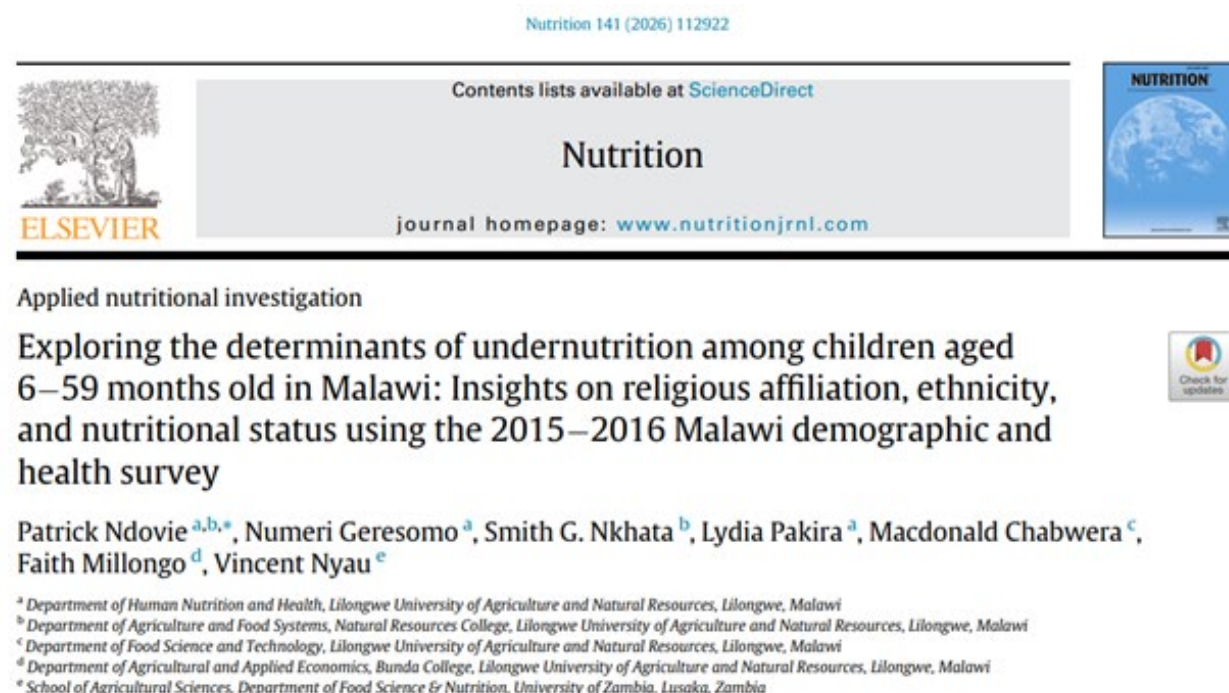 Nutrition 141 (2026) 112922
Contents lists available at ScienceDirect
Nutrition
journal homepage: www.nutritionjrnl.com
ELSEVIER
NUTRITION
Applied nutritional investigation
Exploring the determinants of undernutrition among children aged
6–59 months old in Malawi: Insights on religious affiliation, ethnicity,
and nutritional status using the 2015–2016 Malawi demographic and
health survey
Check for
updates
Patrick Ndovie a,b,*, Numeri Geresomo a, Smith G. Nkhata b, Lydia Pakira a, Macdonald Chabwera c,
Faith Millongo d, Vincent Nyau e
a Department of Human Nutrition and Health, Lilongwe University of Agriculture and Natural Resources, Lilongwe, Malawi
b Department of Agriculture and Food Systems, Natural Resources College, Lilongwe University of Agriculture and Natural Resources, Lilongwe, Malawi
c Department of Food Science and Technology, Lilongwe University of Agriculture and Natural Resources, Lilongwe, Malawi
d Department of Agricultural and Applied Economics, Bunda College, Lilongwe University of Agriculture and Natural Resources, Lilongwe, Malawi
e School of Agricultural Sciences, Department of Food Science & Nutrition, University of Zambia, Lusaka, Zambia